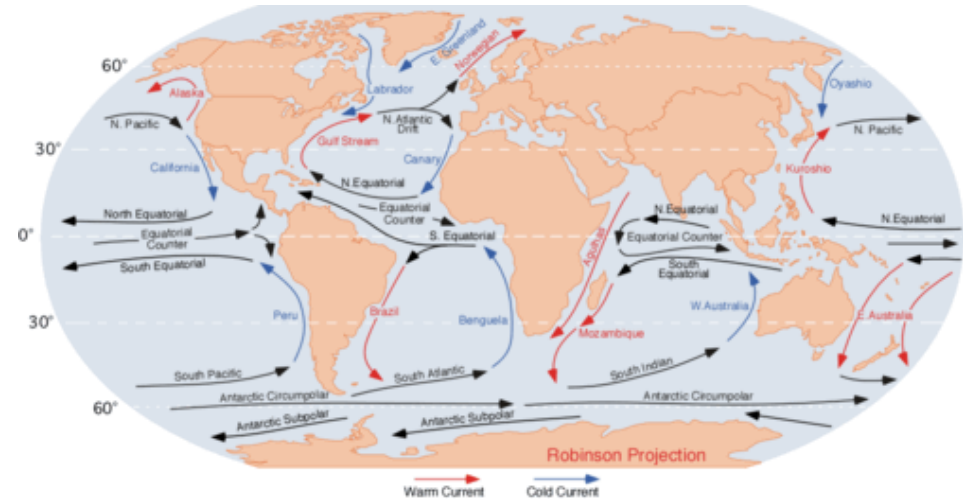 60°
30°
0°
30°
60°
Alaska
N. Pacific
California
North Equatorial
Equatorial
Counter
South Equatorial
Peru
South Pacific
Antarctic Circumpolar
Antarctic Subpolar
Labrador
E. Greenland
Norwegian
N. Atlantic
Drift
Gulf Stream
Canary
N.Equatorial
Equatorial
Counter
S. Equatorial
Brazil
Benguela
South Atlantic
Antarctic Subpolar
Agulhas
Mozambique
N.Equatorial
Equatorial Counter
South
Equatorial
W.Australia
South Indian
Antarctic Circumpolar
Oyashio
N. Pacific
Kuroshio
N.Equatorial
E.Australia
Robinson Projection
Warm Current
Cold Current